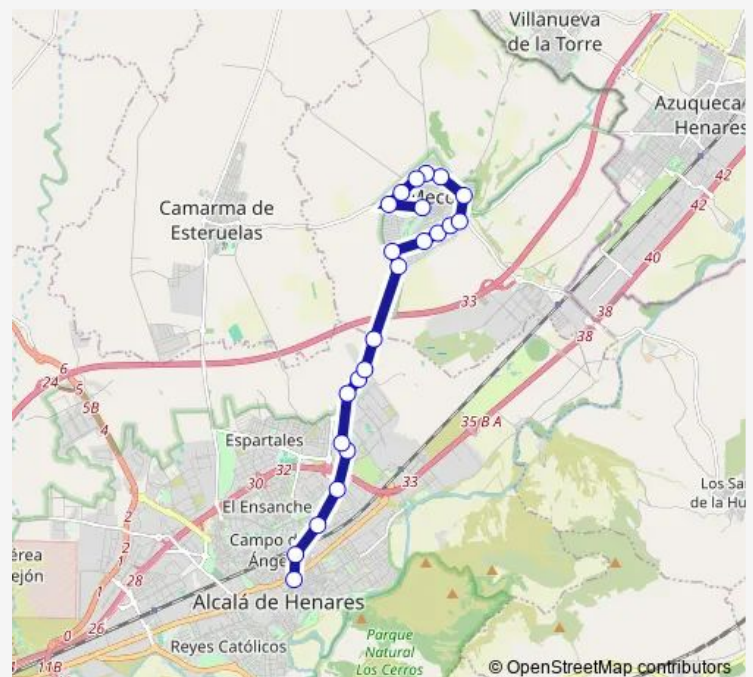 Villanueva
de la Torre
Azuqueca
Henares
Meco
42
42
Camarma de
Esteruelas
40
33
38
38
6
5
24
5B
4
35 B A
Espartales
32
30
33
El Ensanche
Los Sa
de la Hu
2
Campo d
Ánge
2
érea
ejón
1
28
1
Alcalá de Henares
0
26
Parque
Natural
Los Cerros
Reyes Católicos
11B
© OpenStreetMap contributors